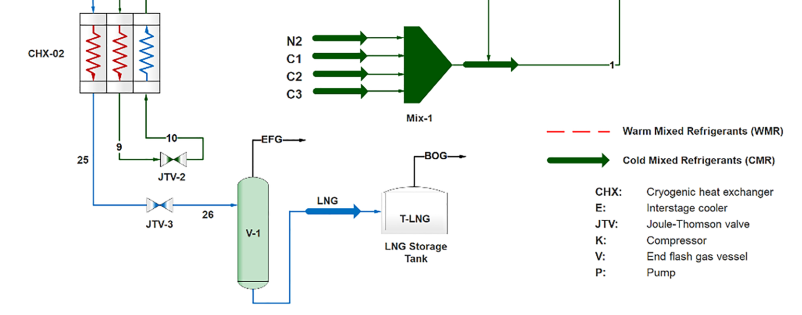 CHX-02
N2
C1
C2
C3
Mix-1
1
9
10
25
JTV-2
EFG
BOG
JTV-3
26
V-1
LNG
T-LNG
LNG Storage
Tank
Warm Mixed Refrigerants (WMR)
Cold Mixed Refrigerants (CMR)
CHX: Cryogenic heat exchanger
E: Interstage cooler
JTV: Joule-Thomson valve
K: Compressor
V: End flash gas vessel
P: Pump